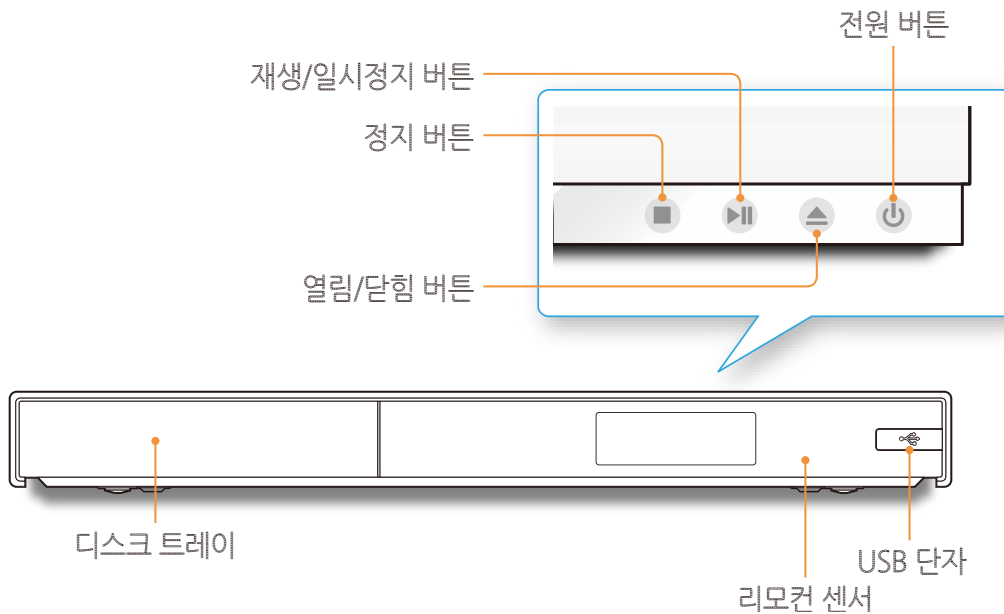 전원 버튼
재생/일시정지 버튼
정지 버튼
열림/닫힘 버튼
디스크 트레이
USB 단자
리모컨 센서